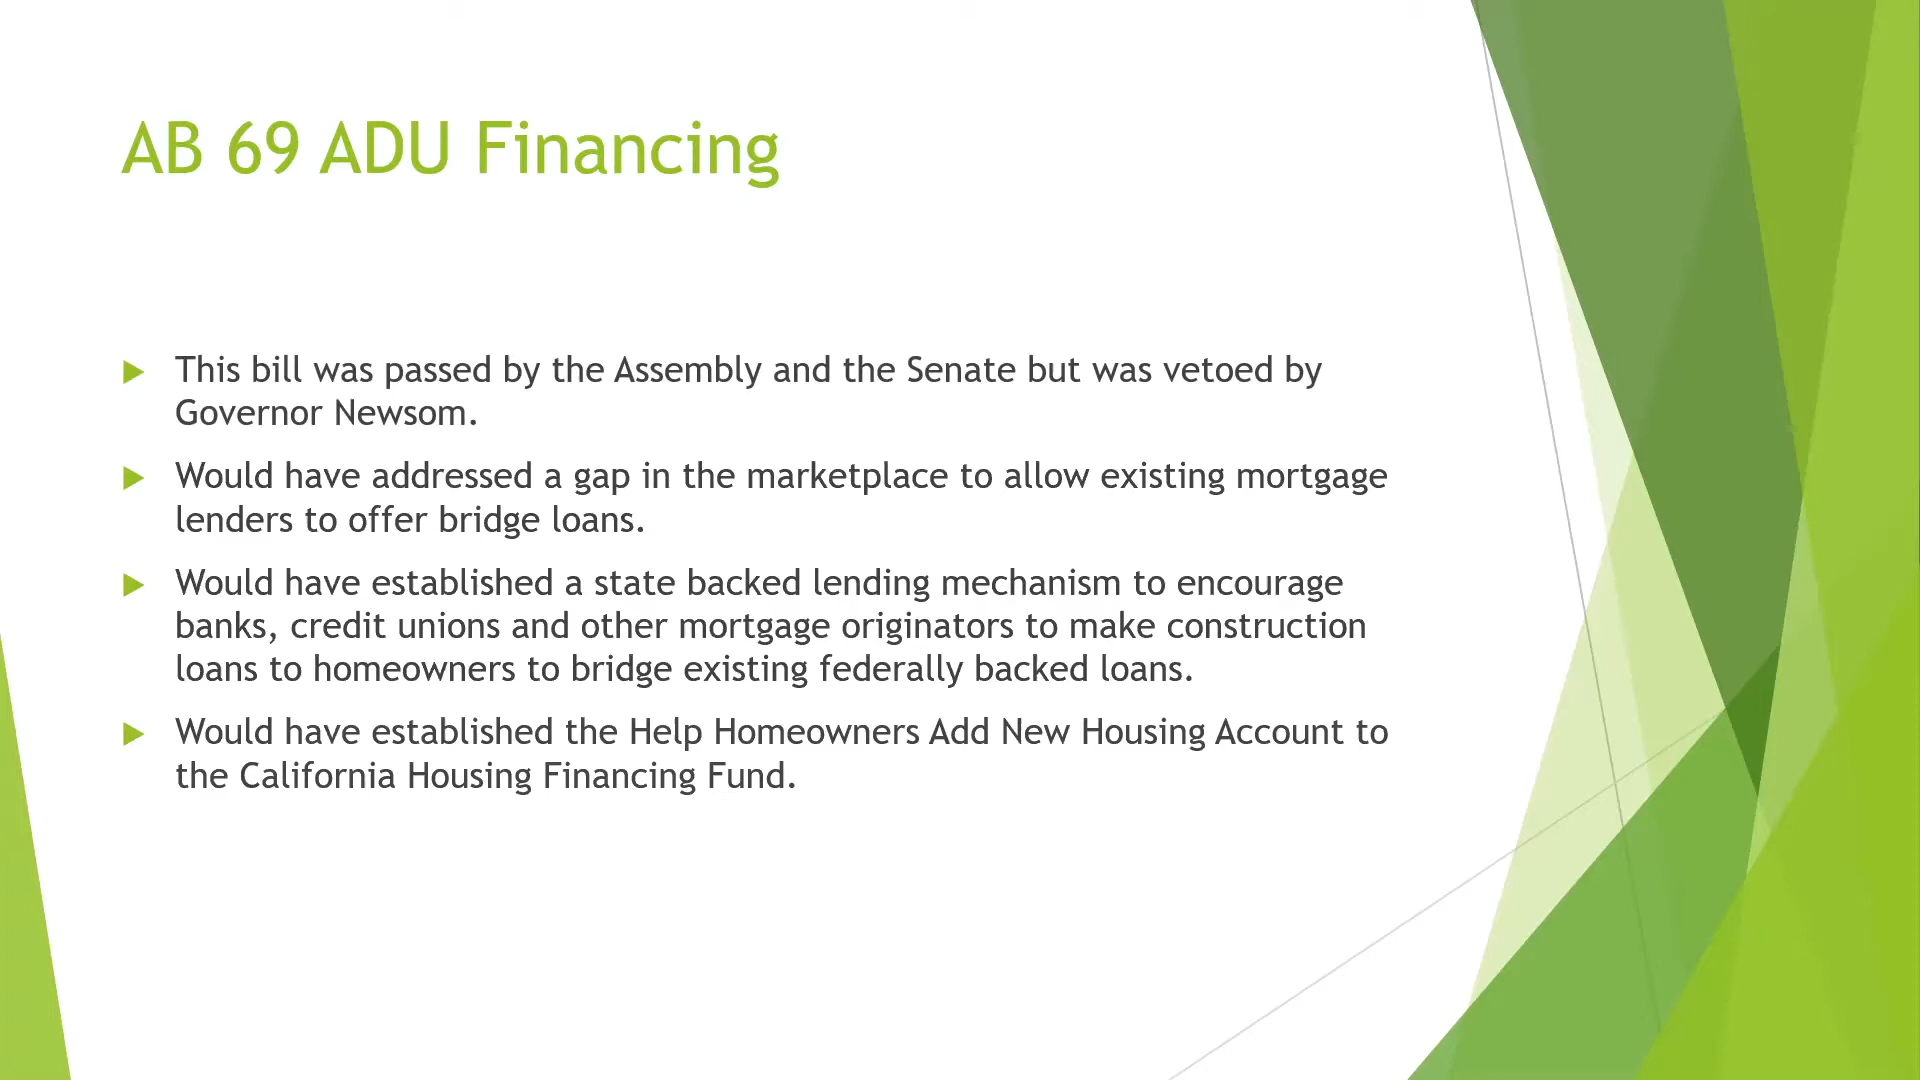 AB 69 ADU Financing
This bill was passed by the Assembly and the Senate but was vetoed by
Governor Newsom.
Would have addressed a gap in the marketplace to allow existing mortgage
lenders to offer bridge loans.
Would have established a state backed lending mechanism to encourage
banks, credit unions and other mortgage originators to make construction
loans to homeowners to bridge existing federally backed loans.
Would have established the Help Homeowners Add New Housing Account to
the California Housing Financing Fund.